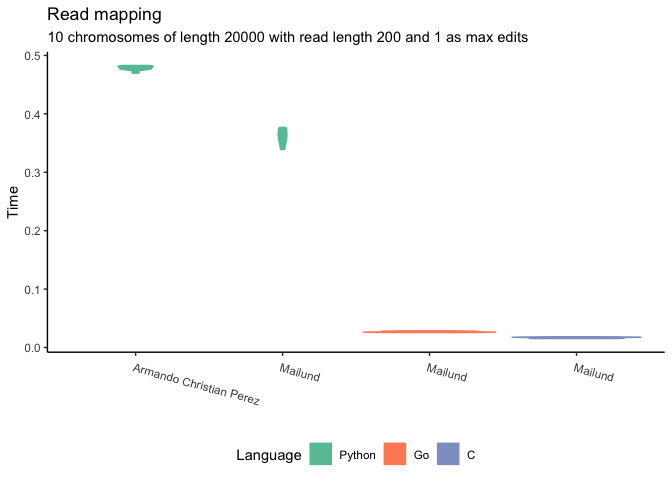 Read mapping
10 chromosomes of length 20000 with read length 200 and 1 as max edits
Time
0.5
0.4
0.3
0.2
0.1
0.0
Armando Christian Perez
Mailund
Mailund
Mailund
Language Python Go C